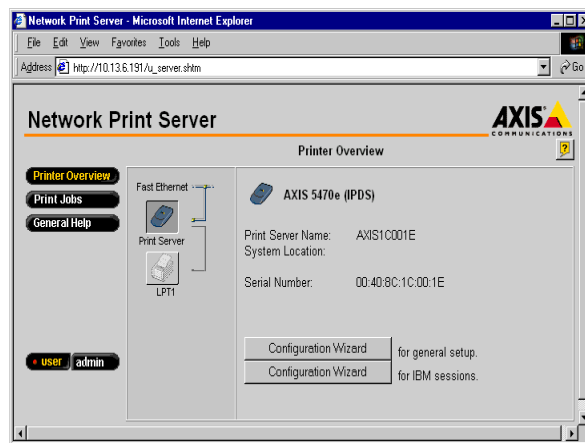 Network Print Server - Microsoft Internet Explorer
File Edit View Favorites Tools Help
Address http://10.13.6.191/u_server.shtm Go
Network Print Server
AXIS
COMMUNICATIONS
Printer Overview
?
Printer Overview
Print Jobs
General Help
user admin
Fast Ethernet
Print Server
LPT1
AXIS 5470e (IPDS)
Print Server Name: AXIS1C001E
System Location:
Serial Number: 00:40:8C:1C:00:1E
Configuration Wizard for general setup.
Configuration Wizard for IBM sessions.